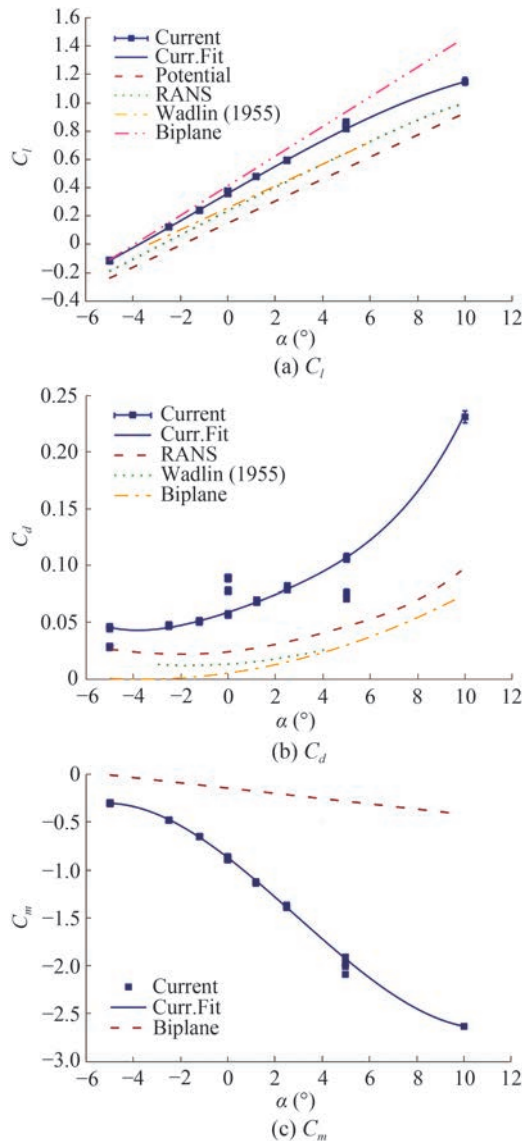 1.6
1.4
1.2
1.0
0.8
0.6
0.4
0.2
0
−0.2
−0.4
C_l
Current
Curr.Fit
Potential
RANS
Wadlin (1955)
Biplane
−6 −4 −2 0 2 4 6 8 10
α (°)
(a) C_l
0.25
0.20
0.15
0.10
0.05
0
C_d
Current
Curr.Fit
RANS
Wadlin (1955)
Biplane
−6 −4 −2 0 2 4 6 8 10
α (°)
(b) C_d
0
−0.5
−1.0
−1.5
−2.0
−2.5
−3.0
C_m
Current
Curr.Fit
Biplane
−6 −4 −2 0 2 4 6 8 10
α (°)
(c) C_m